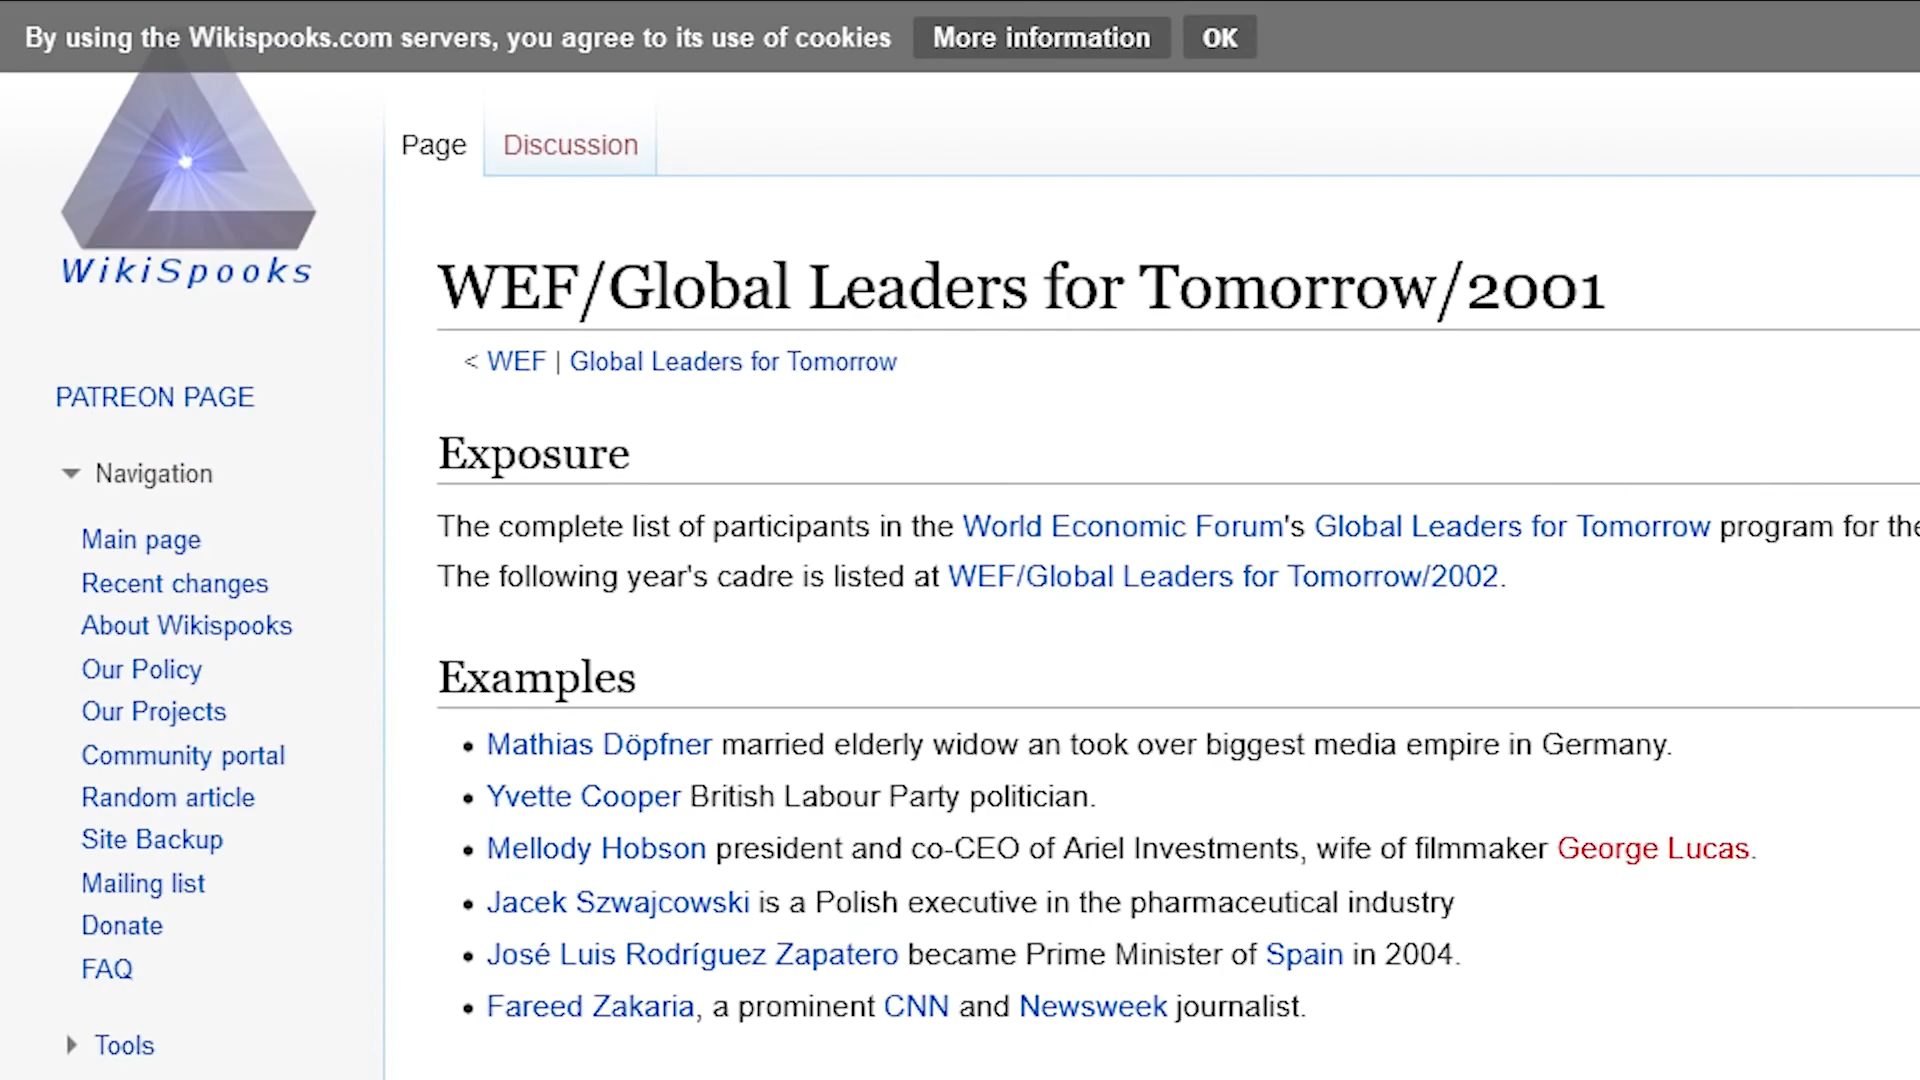 By using the Wikispooks.com servers, you agree to its use of cookies More information OK
WikiSpooks
PATREON PAGE
Navigation
Main page
Recent changes
About Wikispooks
Our Policy
Our Projects
Community portal
Random article
Site Backup
Mailing list
Donate
FAQ
Tools
Page Discussion
WEF/Global Leaders for Tomorrow/2001
< WEF | Global Leaders for Tomorrow
Exposure
The complete list of participants in the World Economic Forum's Global Leaders for Tomorrow program for the
The following year's cadre is listed at WEF/Global Leaders for Tomorrow/2002.
Examples
• Mathias Döpfner married elderly widow an took over biggest media empire in Germany.
• Yvette Cooper British Labour Party politician.
• Mellody Hobson president and co-CEO of Ariel Investments, wife of filmmaker George Lucas.
• Jacek Szwajcowski is a Polish executive in the pharmaceutical industry
• José Luis Rodríguez Zapatero became Prime Minister of Spain in 2004.
• Fareed Zakaria, a prominent CNN and Newsweek journalist.